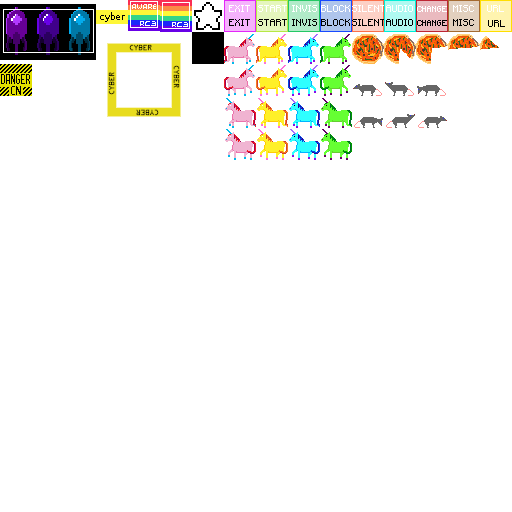 cyber
AWARE
RC3
RC3
EXIT
EXIT
START
START
INVIS
INVIS
BLOCK
BLOCK
SILENT
SILENT
AUDIO
AUDIO
CHANGE
CHANGE
MISC
MISC
URL
URL
CYBER
CYBER
CYBER
CYBER
DANGER
CN